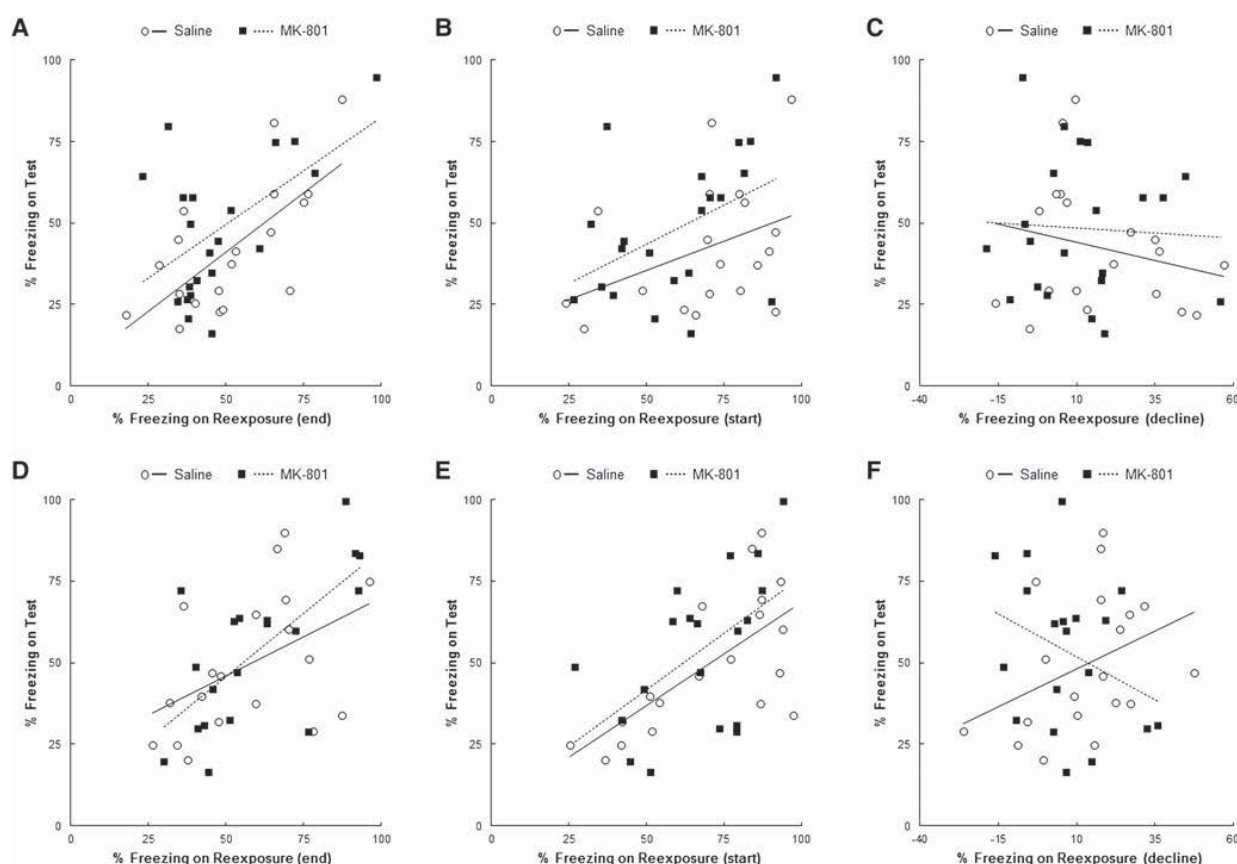 A
Saline MK-801
100
75
50
25
0
% Freezing on Test
0 25 50 75 100
% Freezing on Reexposure (end)
B
Saline MK-801
100
75
50
25
0
% Freezing on Test
0 25 50 75 100
% Freezing on Reexposure (start)
C
Saline MK-801
100
75
50
25
0
% Freezing on Test
-40 -15 10 35 60
% Freezing on Reexposure (decline)
D
Saline MK-801
100
75
50
25
0
% Freezing on Test
0 25 50 75 100
% Freezing on Reexposure (end)
E
Saline MK-801
100
75
50
25
0
% Freezing on Test
0 25 50 75 100
% Freezing on Reexposure (start)
F
Saline MK-801
100
75
50
25
0
% Freezing on Test
-40 -15 10 35 60
% Freezing on Reexposure (decline)